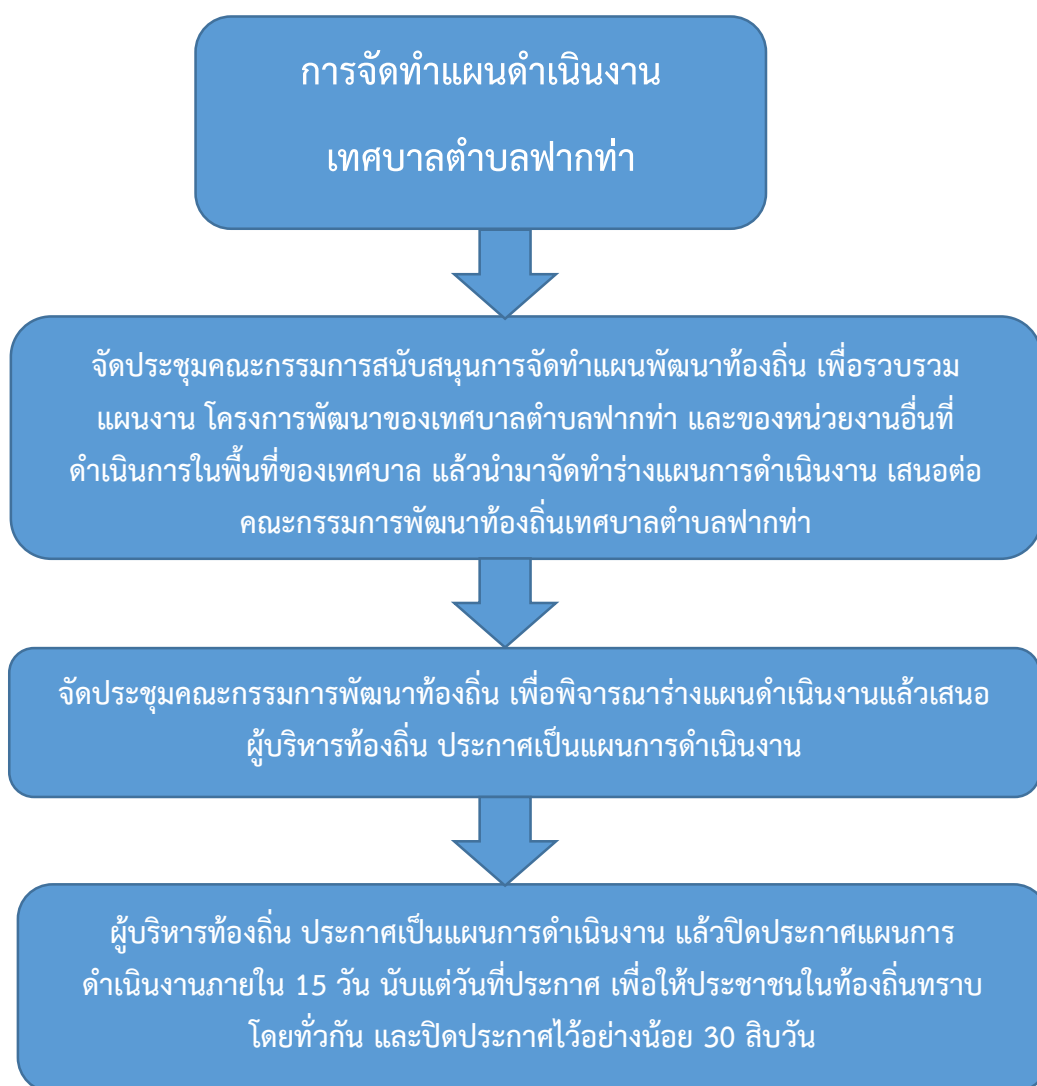 การจัดทำแผนดำเนินงาน
เทศบาลตำบลฟากท่า
จัดประชุมคณะกรรมการสนับสนุนการจัดทำแผนพัฒนาท้องถิ่น เพื่อรวบรวม
แผนงาน โครงการพัฒนาของเทศบาลตำบลฟากท่า และของหน่วยงานอื่นที่
ดำเนินการในพื้นที่ของเทศบาล แล้วนำมาจัดทำร่างแผนการดำเนินงาน เสนอต่อ
คณะกรรมการพัฒนาท้องถิ่นเทศบาลตำบลฟากท่า
จัดประชุมคณะกรรมการพัฒนาท้องถิ่น เพื่อพิจารณาร่างแผนดำเนินงานแล้วเสนอ
ผู้บริหารท้องถิ่น ประกาศเป็นแผนการดำเนินงาน
ผู้บริหารท้องถิ่น ประกาศเป็นแผนการดำเนินงาน แล้วปิดประกาศแผนการ
ดำเนินงานภายใน 15 วัน นับแต่วันที่ประกาศ เพื่อให้ประชาชนในท้องถิ่นทราบ
โดยทั่วกัน และปิดประกาศไว้อย่างน้อย 30 สิบวัน